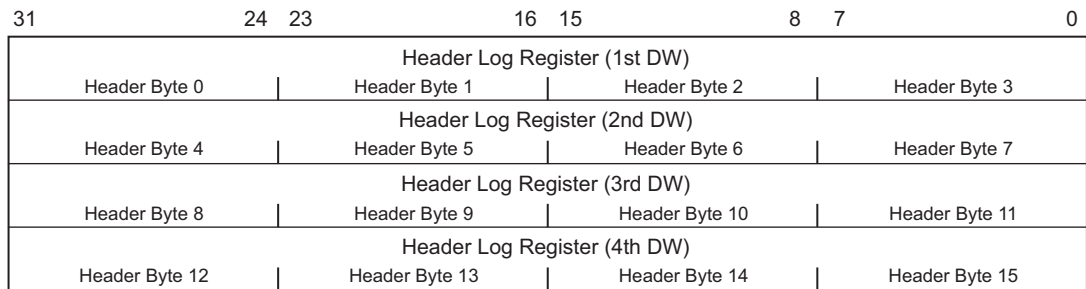 31 24 23 16 15 8 7 0
Header Log Register (1st DW)
Header Byte 0 Header Byte 1 Header Byte 2 Header Byte 3
Header Log Register (2nd DW)
Header Byte 4 Header Byte 5 Header Byte 6 Header Byte 7
Header Log Register (3rd DW)
Header Byte 8 Header Byte 9 Header Byte 10 Header Byte 11
Header Log Register (4th DW)
Header Byte 12 Header Byte 13 Header Byte 14 Header Byte 15